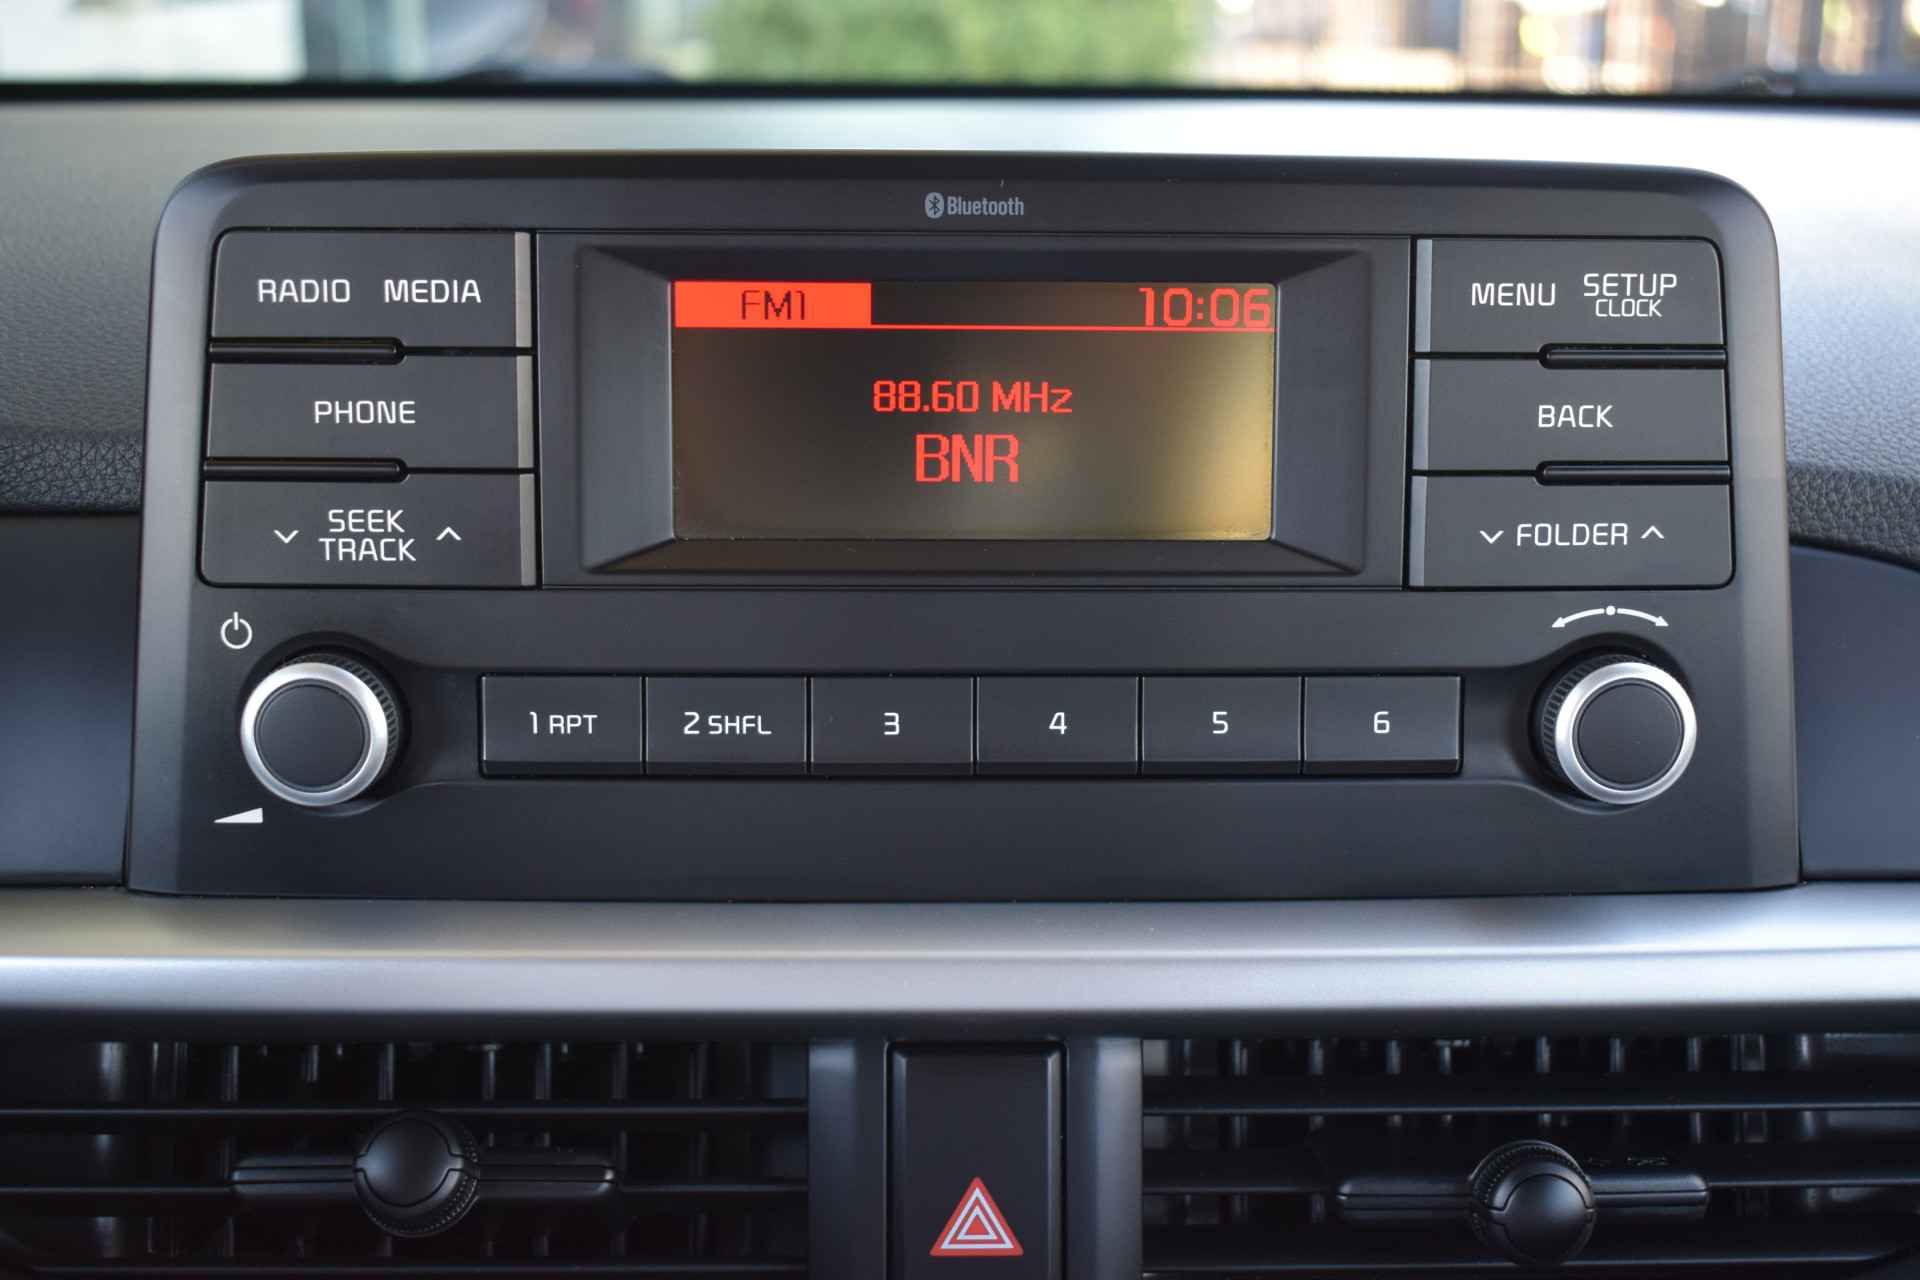 Bluetooth
RADIO MEDIA
PHONE
SEEK
TRACK
FM1 10:06
88.60 MHz
BNR
MENU SETUP
CLOCK
BACK
FOLDER
1 RPT 2 SHFL 3 4 5 6